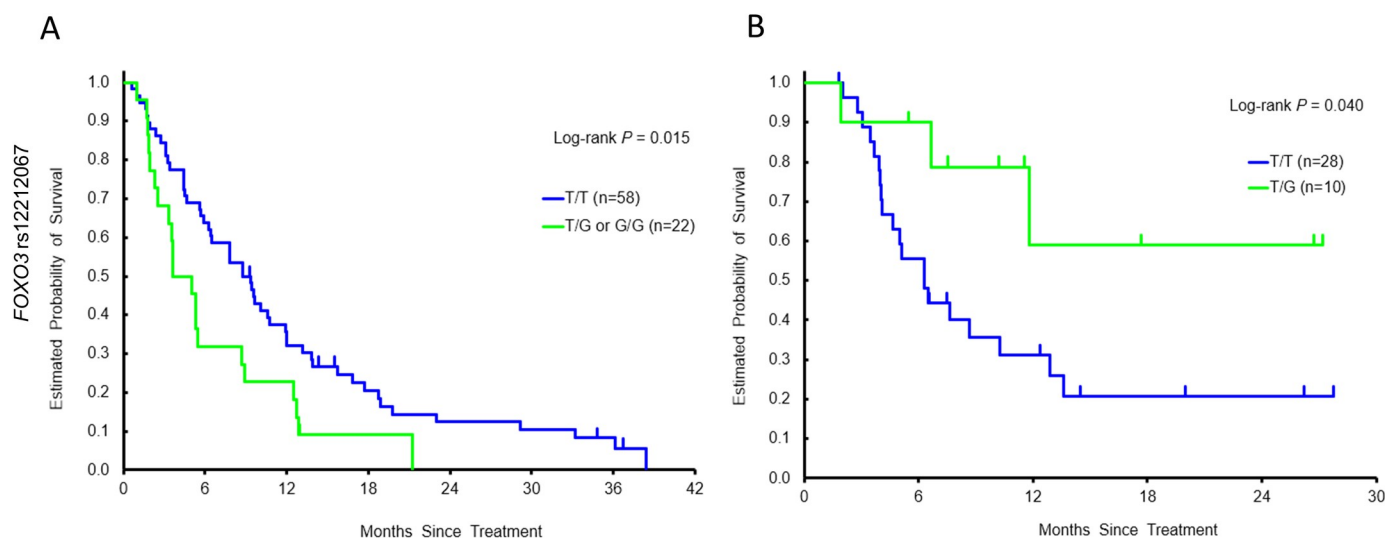 A
FOXO3 rs12212067
Estimated Probability of Survival
1.0
0.9
0.8
0.7
0.6
0.5
0.4
0.3
0.2
0.1
0.0
Log-rank P = 0.015
T/T (n=58)
T/G or G/G (n=22)
0 6 12 18 24 30 36 42
Months Since Treatment
B
Estimated Probability of Survival
1.0
0.9
0.8
0.7
0.6
0.5
0.4
0.3
0.2
0.1
0.0
Log-rank P = 0.040
T/T (n=28)
T/G (n=10)
0 6 12 18 24 30
Months Since Treatment